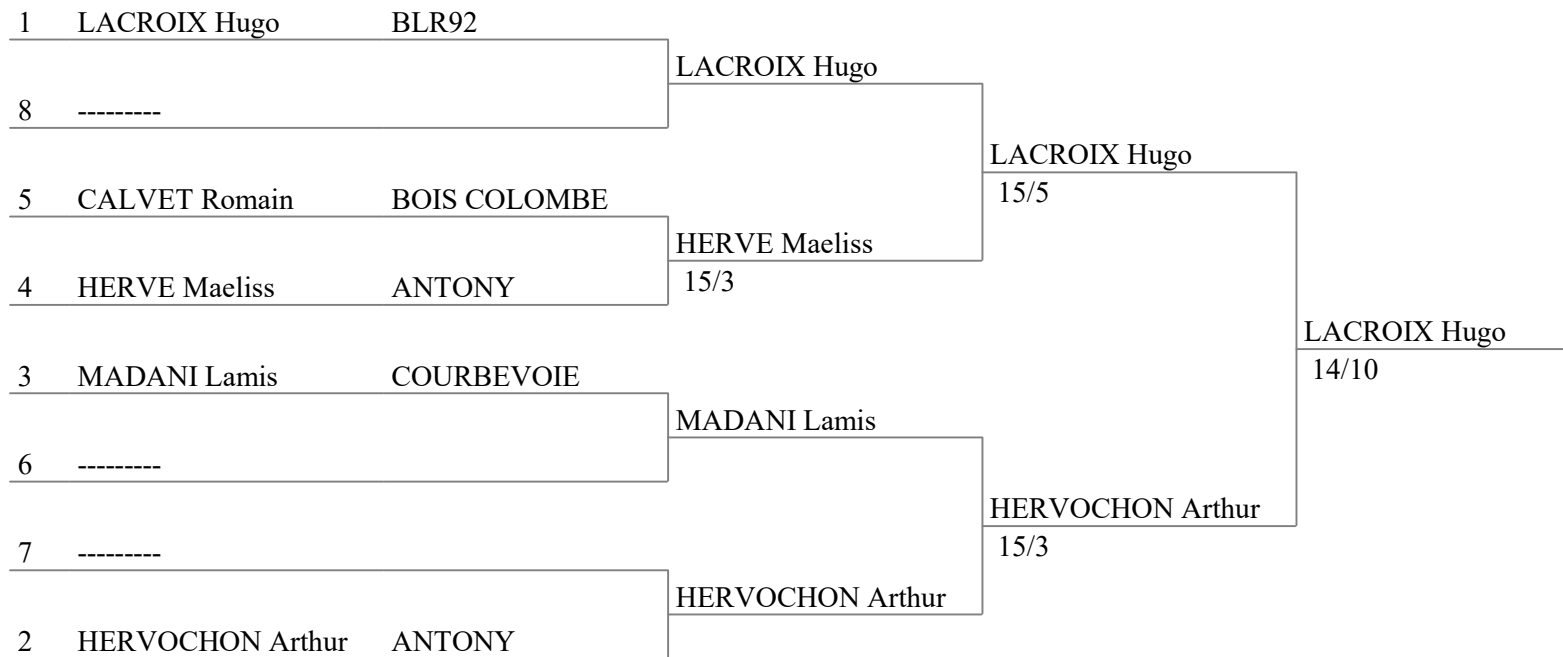 1 LACROIX Hugo BLR92
LACROIX Hugo
8 ---------
LACROIX Hugo
15/5
5 CALVET Romain BOIS COLOMBE
HERVE Maeliss
15/3
4 HERVE Maeliss ANTONY
LACROIX Hugo
14/10
3 MADANI Lamis COURBEVOIE
MADANI Lamis
6 ---------
HERVOCHON Arthur
15/3
7 ---------
HERVOCHON Arthur
2 HERVOCHON Arthur ANTONY